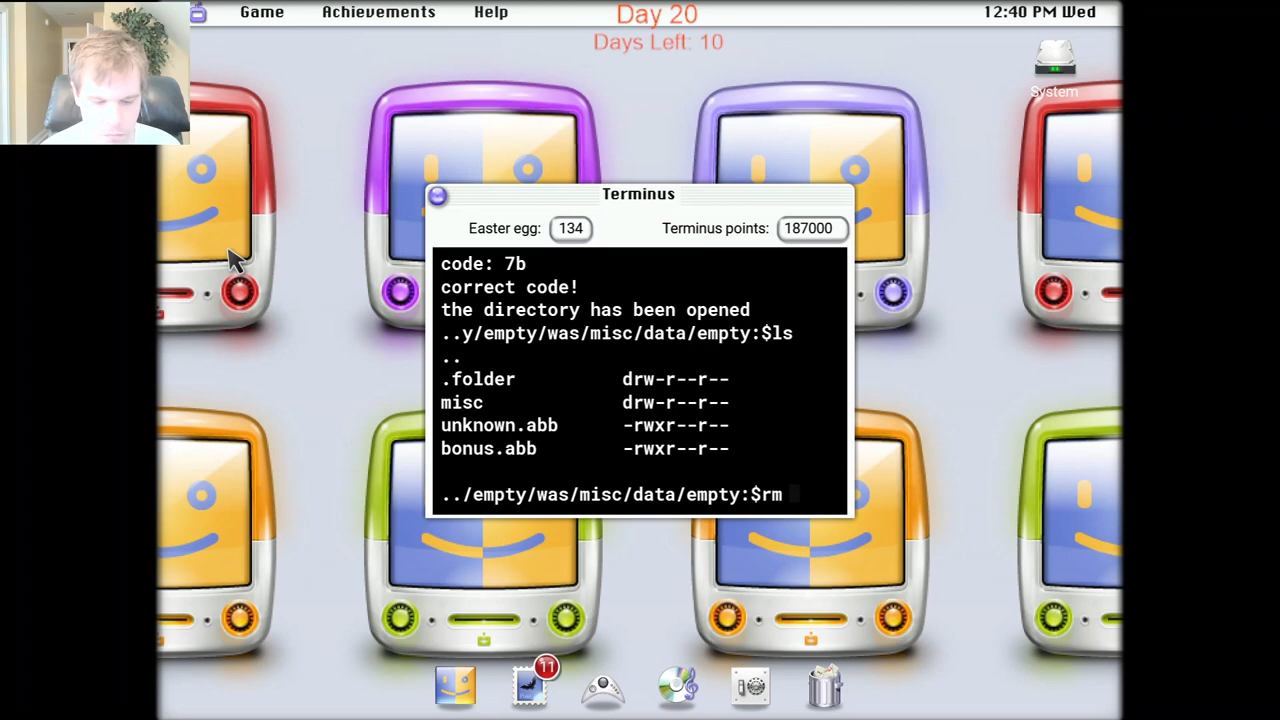 Game Achievements Help
Day 20
12:40 PM Wed
Days Left: 10
System
Terminus
Easter egg: 134 Terminus points: 187000
code: 7b
correct code!
the directory has been opened
..y/empty/was/misc/data/empty:$ls
..
.folder drw-r--r--
misc drw-r--r--
unknown.abb -rwxr--r--
bonus.abb -rwxr--r--
../empty/was/misc/data/empty:$rm
11